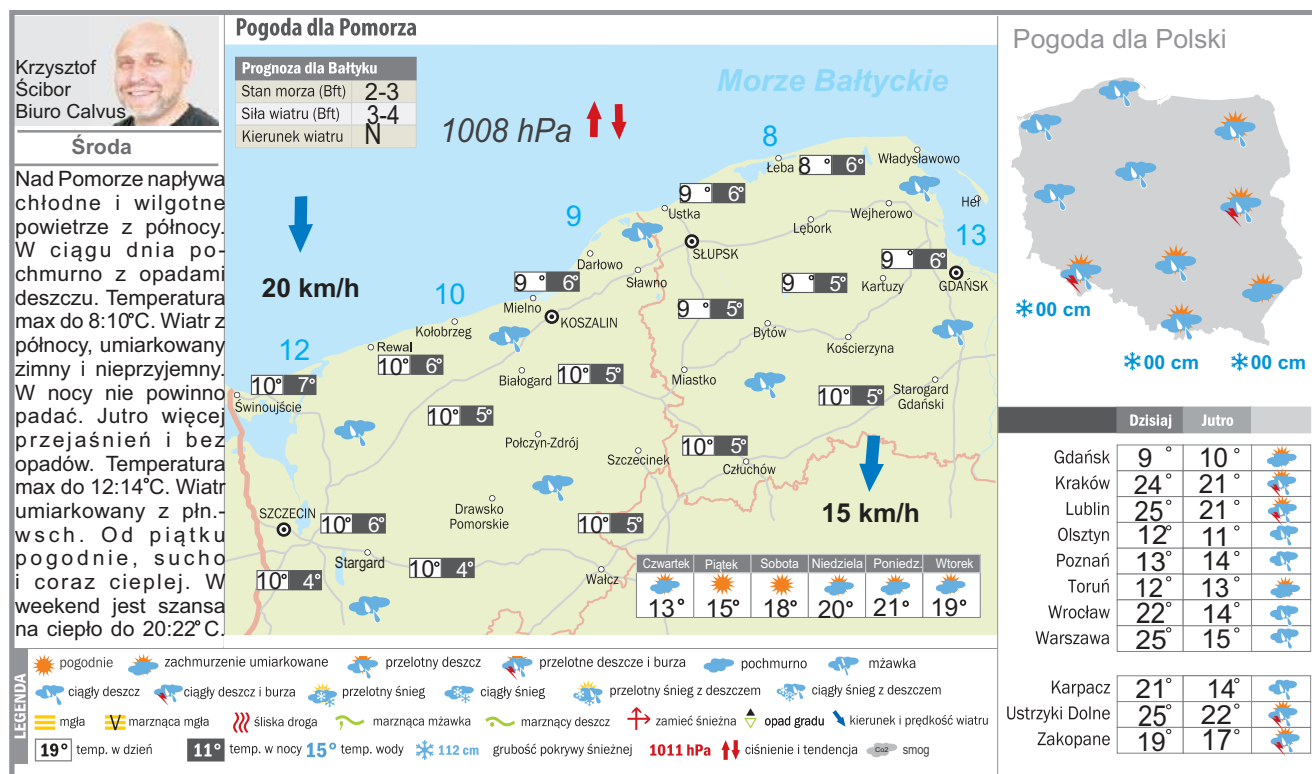 Krzysztof
Ścibor
Biuro Calvus
Środa
Nad Pomorze napływa
chłodne i wilgotne
powietrze z północy.
W ciągu dnia po-
chmurno z opadami
deszczu. Temperatura
max do 8:10°C. Wiatr z
północy, umiarkowany
zimny i nieprzyjemny.
W nocy nie powinno
padać. Jutro więcej
przejaśnień i bez
opadów. Temperatura
max do 12:14°C. Wiatr
umiarkowany z płn.-
wsch. Od piątku
pogodnie, sucho
i coraz cieplej. W
weekend jest szansa
na ciepło do 20:22°C.
Pogoda dla Pomorza
Prognoza dla Bałtyku
Stan morza (Bft) 2-3
Siła wiatru (Bft) 3-4
Kierunek wiatru N
Morze Bałtyckie
1008 hPa
8
Łeba 8° 6°
Władysławowo
Hel
9° 6°
Ustka
Wejherowo
Lębork
9
13
SŁUPSK
9° 6°
GDAŃSK
Darłowo
20 km/h
9° 6°
Sławno
9° 5°
Kartuzy
Mielno
10
KOSZALIN
9° 5°
Bytów
Kołobrzeg
Kościerzyna
12
Rewal
10° 6°
Białogard
10° 5°
Miastko
10° 7°
Świnoujście
10° 5°
Starogard
Gdański
10° 5°
Połczyn-Zdrój
Szczecinek
10° 5°
Człuchów
Drawsko
Pomorskie
15 km/h
SZCZECIN
10° 6°
10° 5°
Stargard
10° 4°
10° 4°
Wałcz
Czwartek Piątek Sobota Niedziela Poniedz. Wtorek
13° 15° 18° 20° 21° 19°
Pogoda dla Polski
00 cm
00 cm 00 cm
Dzisiaj Jutro
Gdańsk 9° 10°
Kraków 24° 21°
Lublin 25° 21°
Olsztyn 12° 11°
Poznań 13° 14°
Toruń 12° 13°
Wrocław 22° 14°
Warszawa 25° 15°
Karpacz 21° 14°
Ustrzyki Dolne 25° 22°
Zakopane 19° 17°
LEGENDA
pogodnie zachmurzenie umiarkowane przelotny deszcz przelotne deszcze i burza pochmurno mżawka
ciągły deszcz ciągły deszcz i burza przelotny śnieg ciągły śnieg przelotny śnieg z deszczem ciągły śnieg z deszczem
mgła marznąca mgła śliska droga marznąca mżawka marznący deszcz zamieć śnieżna opad gradu kierunek i prędkość wiatru
19° temp. w dzień 11° temp. w nocy 15° temp. wody 112 cm grubość pokrywy śnieżnej 1011 hPa ciśnienie i tendencja Co2 smog